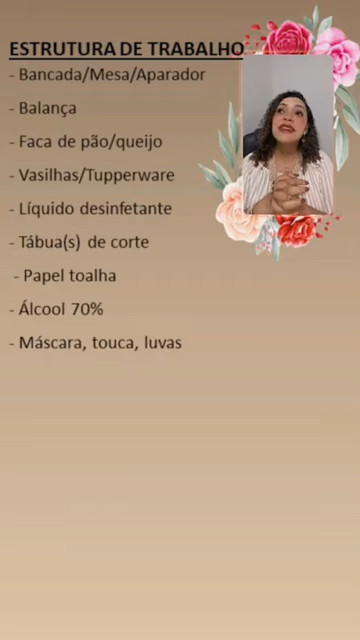 ESTRUTURA DE TRABALHO
- Bancada/Mesa/Aparador
- Balança
- Faca de pão/queijo
- Vasilhas/Tupperware
- Líquido desinfetante
- Tábua(s) de corte
- Papel toalha
- Álcool 70%
- Máscara, touca, luvas